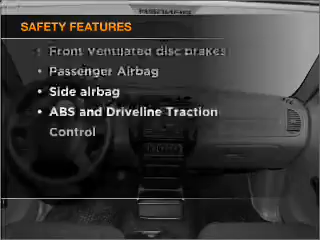 SAFETY FEATURES
• Front Ventilated disc brakes
• Passenger Airbag
• Side airbag
• ABS and Driveline Traction
Control